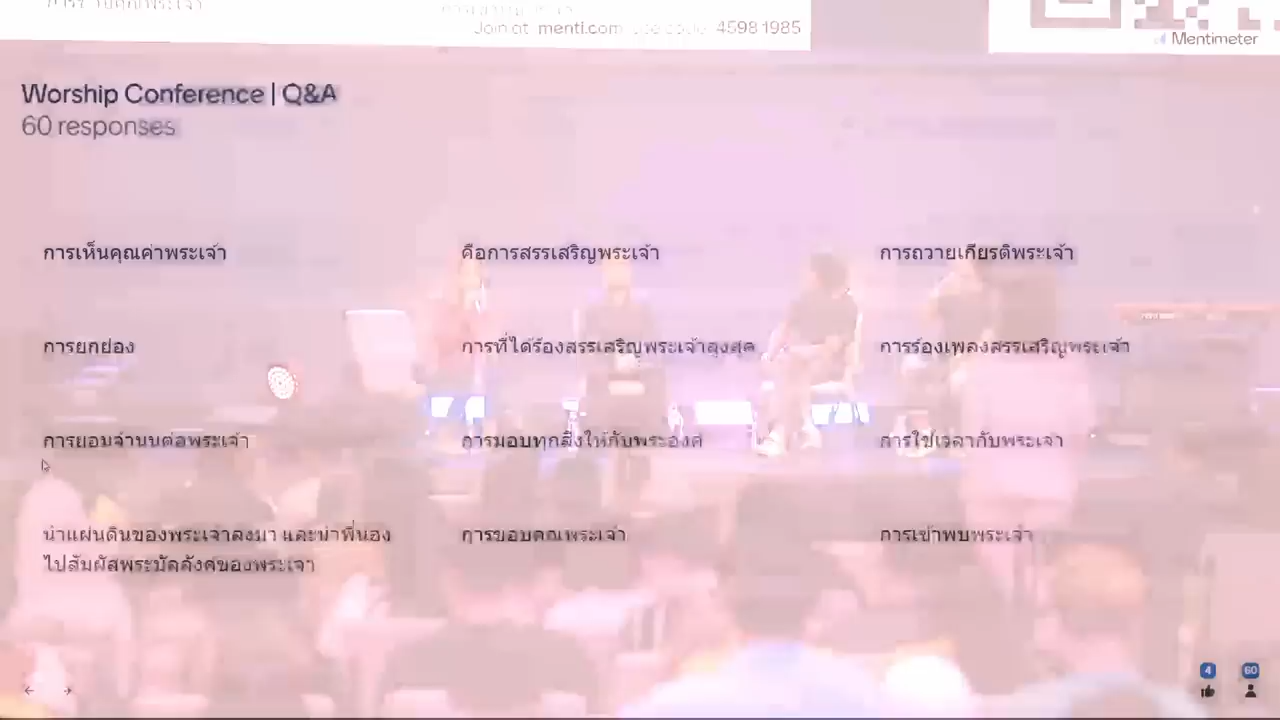 Join at menti.com use code 4598 1985
Mentimeter
Worship Conference | Q&A
60 responses
การเห็นคุณค่าพระเจ้า
คือการสรรเสริญพระเจ้า
การถวายเกียรติพระเจ้า
การยกย่อง
การที่ได้ร้องสรรเสริญพระเจ้าสูงสุด
การร้องเพลงสรรเสริญพระเจ้า
การยอมจำนนต่อพระเจ้า
การมอบทุกสิ่งให้กับพระองค์
การใช้เวลากับพระเจ้า
นำแผ่นดินของพระเจ้าลงมา และนำพี่น้อง
ไปสัมผัสพระบัลลังค์ของพระเจ้า
การขอบคุณพระเจ้า
การเข้าพบพระเจ้า
4
60